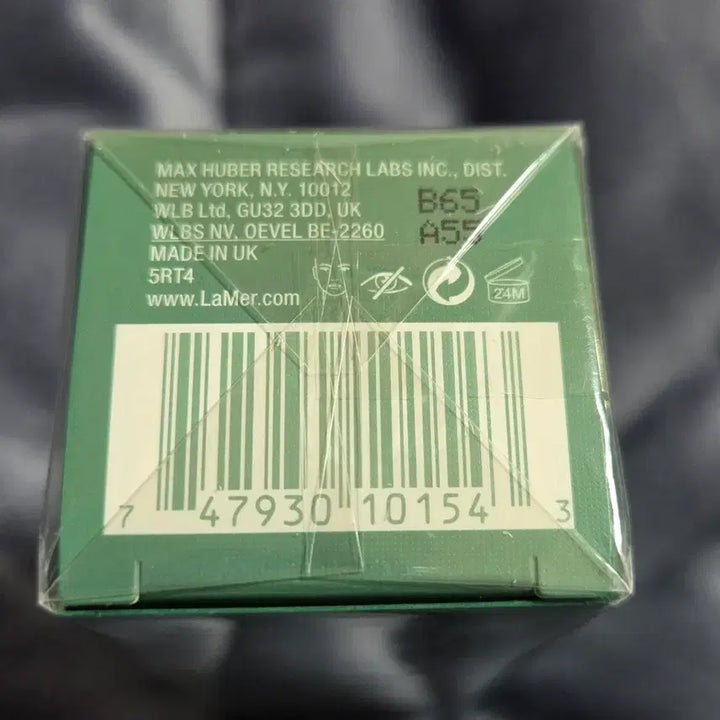 MAX HUBER RESEARCH LABS INC., DIST.
NEW YORK, N.Y. 10012
WLB Ltd, GU32 3DD, UK
WLBS NV. OEVEL BE-2260
MADE IN UK
5RT4
www.LaMer.com
B65
A55
24M
7 47930 10154 3